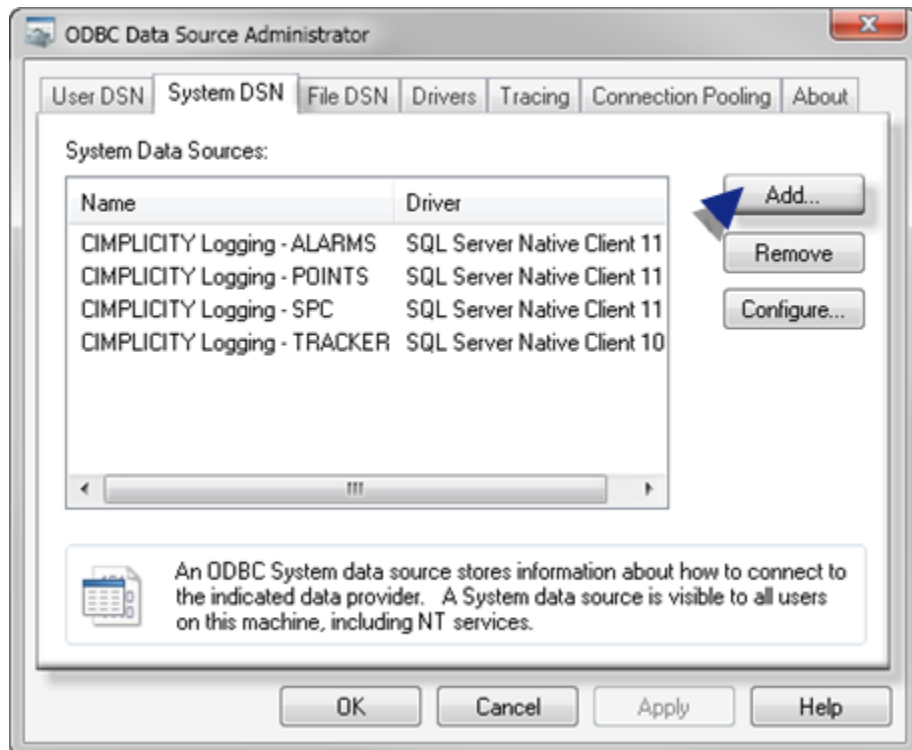 ODBC Data Source Administrator
User DSN System DSN File DSN Drivers Tracing Connection Pooling About
System Data Sources:
Name Driver
CIMPLICITY Logging - ALARMS SQL Server Native Client 11
CIMPLICITY Logging - POINTS SQL Server Native Client 11
CIMPLICITY Logging - SPC SQL Server Native Client 11
CIMPLICITY Logging - TRACKER SQL Server Native Client 10
Add...
Remove
Configure...
An ODBC System data source stores information about how to connect to
the indicated data provider. A System data source is visible to all users
on this machine, including NT services.
OK Cancel Apply Help